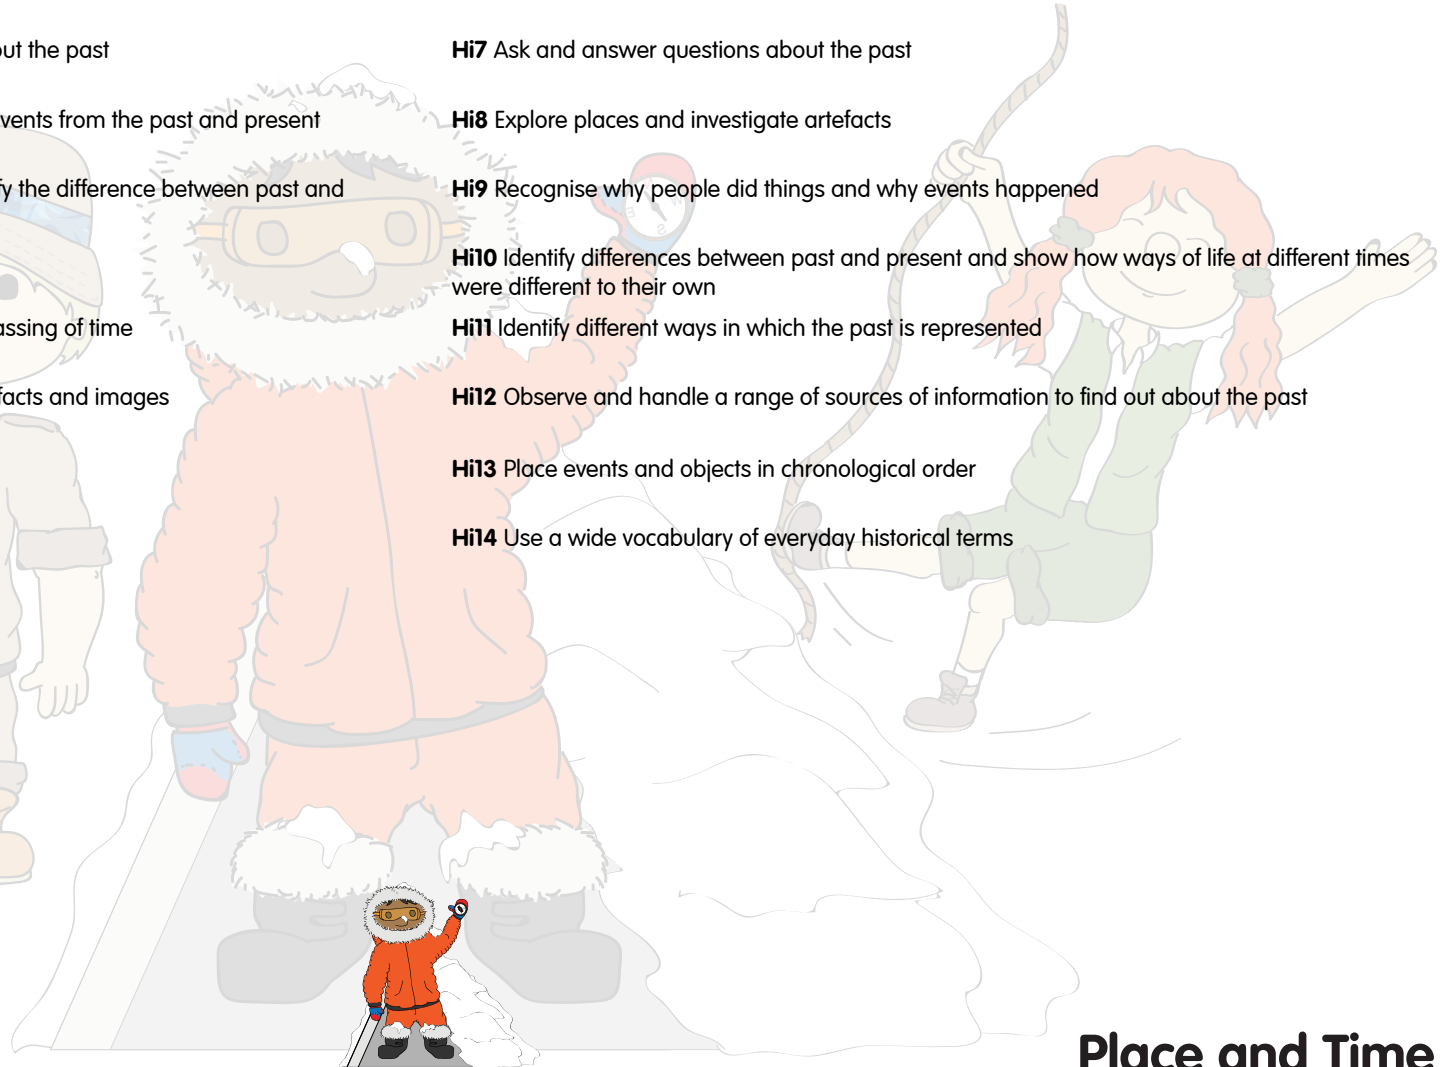 out the past
vents from the past and present
fy the difference between past and
assing of time
facts and images
Hi7 Ask and answer questions about the past
Hi8 Explore places and investigate artefacts
Hi9 Recognise why people did things and why events happened
Hi10 Identify differences between past and present and show how ways of life at different times
were different to their own
Hi11 Identify different ways in which the past is represented
Hi12 Observe and handle a range of sources of information to find out about the past
Hi13 Place events and objects in chronological order
Hi14 Use a wide vocabulary of everyday historical terms
Place and Time